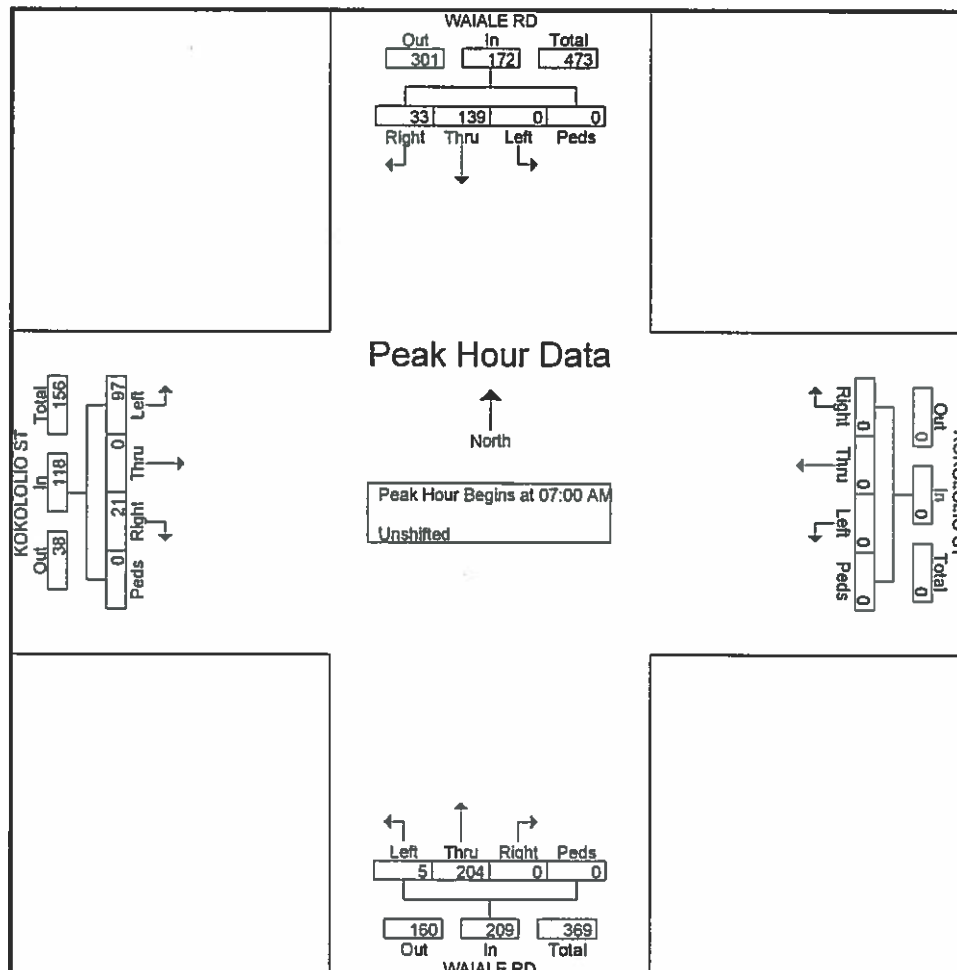 WAIALE RD
Out In Total
301 172 473
33 139 0 0
Right Thru Left Peds
Peak Hour Data
North
Peak Hour Begins at 07:00 AM
Unshifted
KOKOLOLIO ST
Total In Out
156 118 38
97 0 21 0
Left Thru Right Peds
Right Thru Left Peds
0 0 0 0
Out In Total
0 0 0
Left Thru Right Peds
5 204 0 0
160 209 369
Out In Total
WAIALE RD